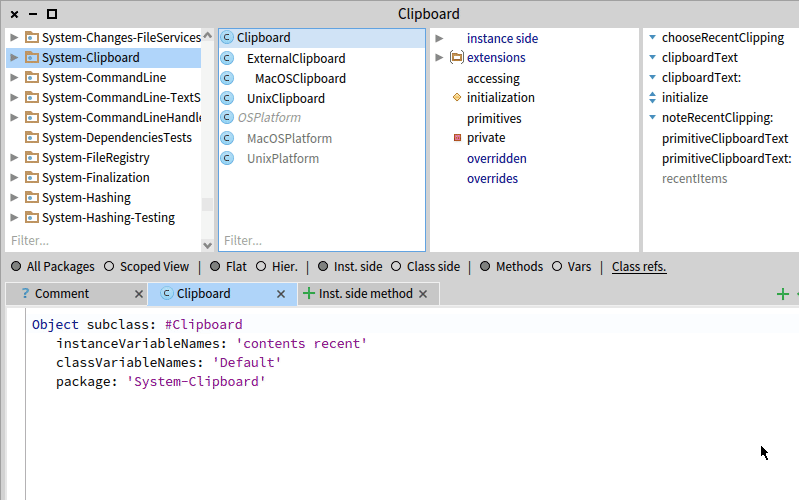 Clipboard
System-Changes-FileServices
System-Clipboard
System-CommandLine
System-CommandLine-TextS
System-CommandLineHandle
System-DependenciesTests
System-FileRegistry
System-Finalization
System-Hashing
System-Hashing-Testing
Filter...
Clipboard
ExternalClipboard
MacOSClipboard
UnixClipboard
OSPlatform
MacOSPlatform
UnixPlatform
Filter...
instance side
extensions
accessing
initialization
primitives
private
overridden
overrides
chooseRecentClipping
clipboardText
clipboardText:
initialize
noteRecentClipping:
primitiveClipboardText
primitiveClipboardText:
recentItems
All Packages Scoped View | Flat Hier. | Inst. side Class side | Methods Vars | Class refs.
? Comment Clipboard Inst. side method
Object subclass: #Clipboard
instanceVariableNames: 'contents recent'
classVariableNames: 'Default'
package: 'System-Clipboard'